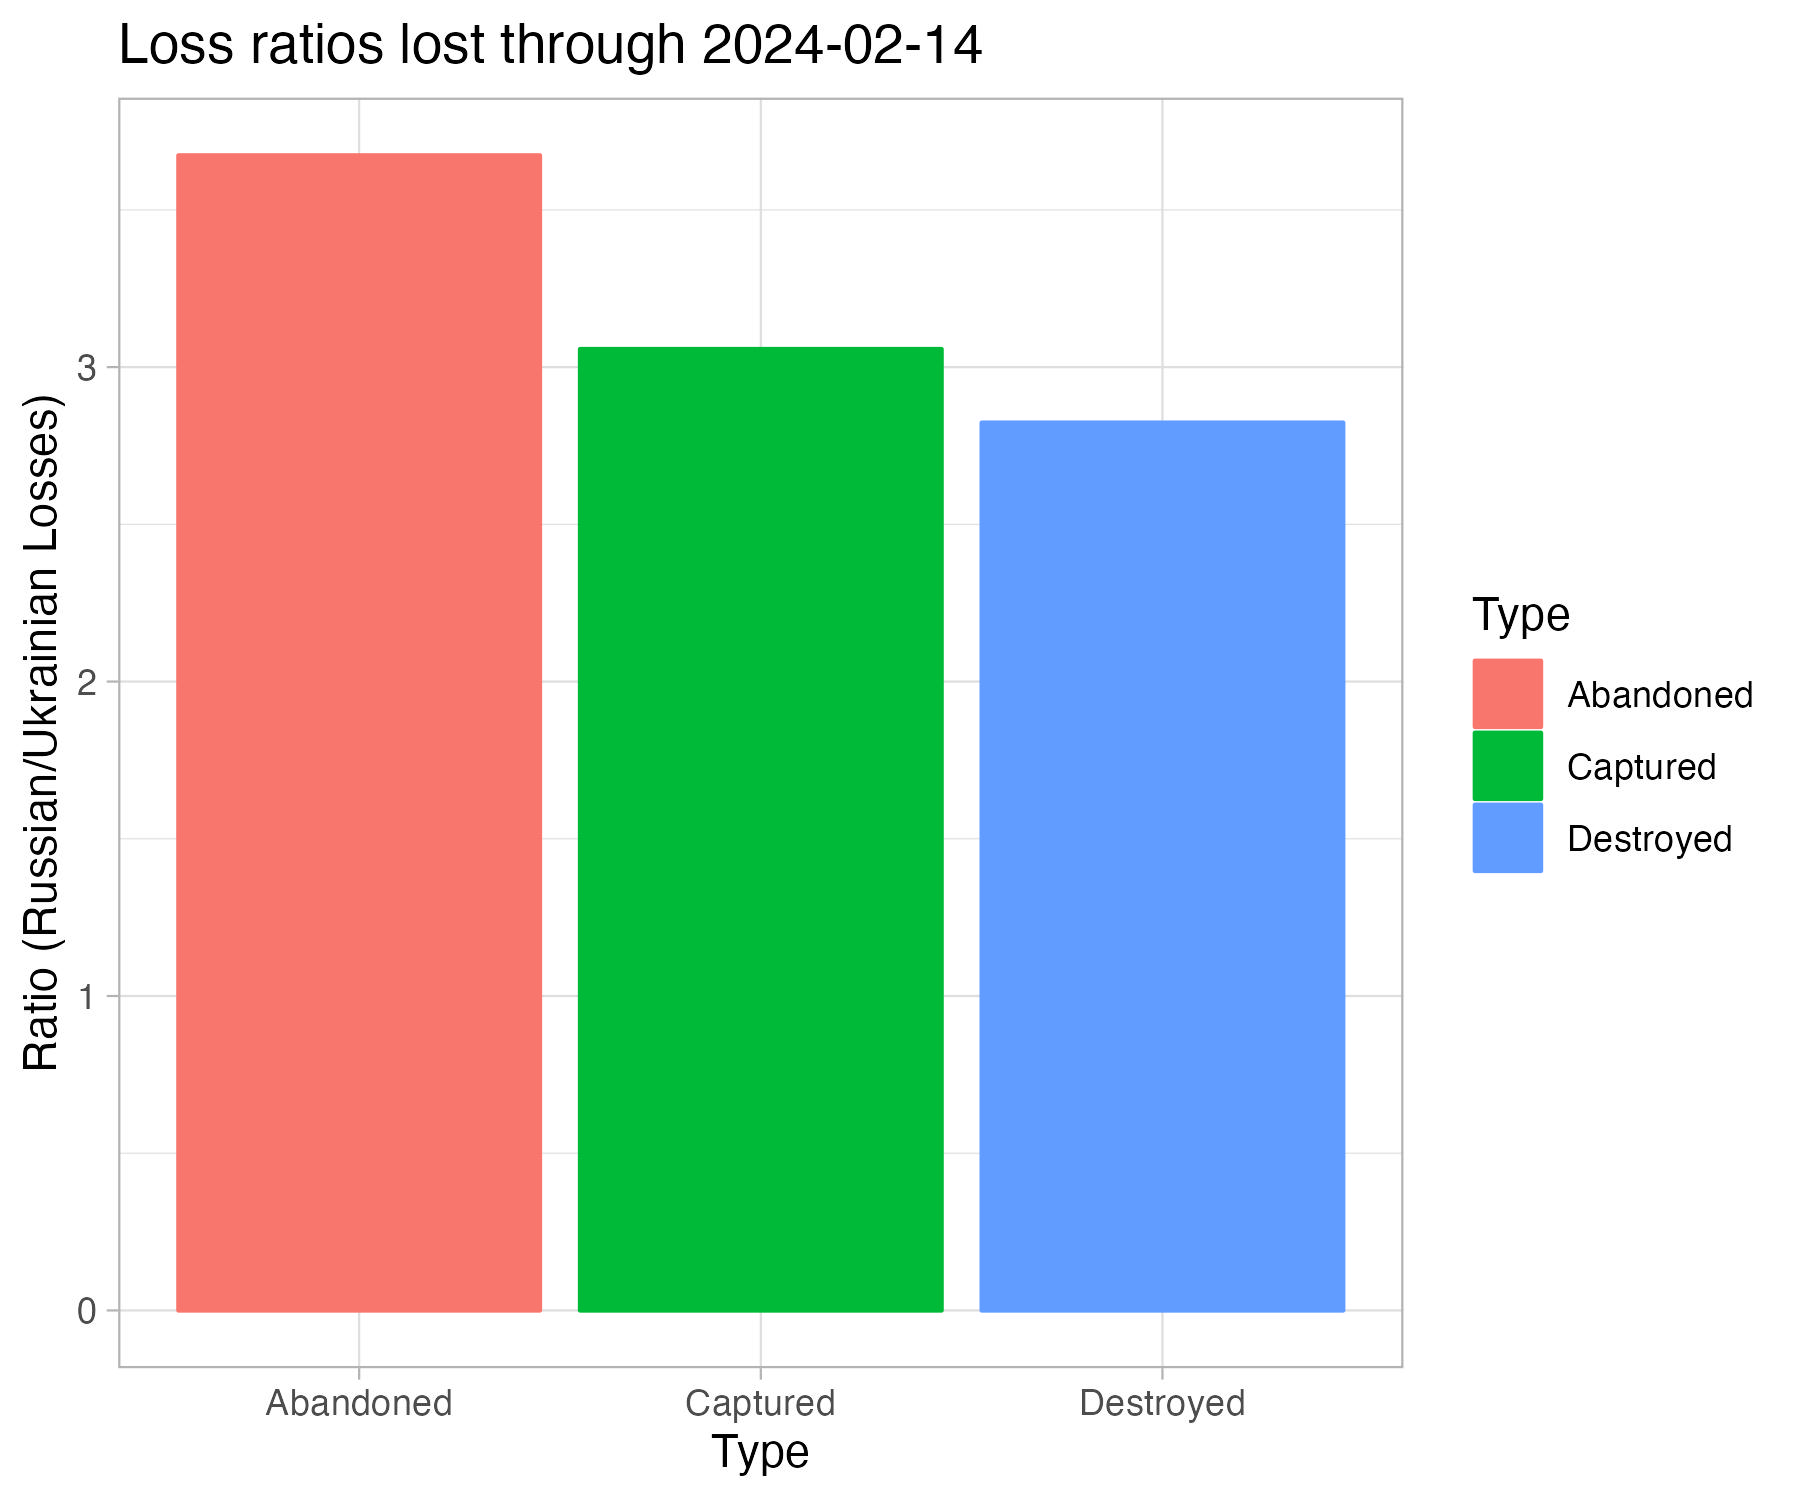 Loss ratios lost through 2024-02-14
Ratio (Russian/Ukrainian Losses)
3
2
1
0
Abandoned
Captured
Destroyed
Type
Type
Abandoned
Captured
Destroyed